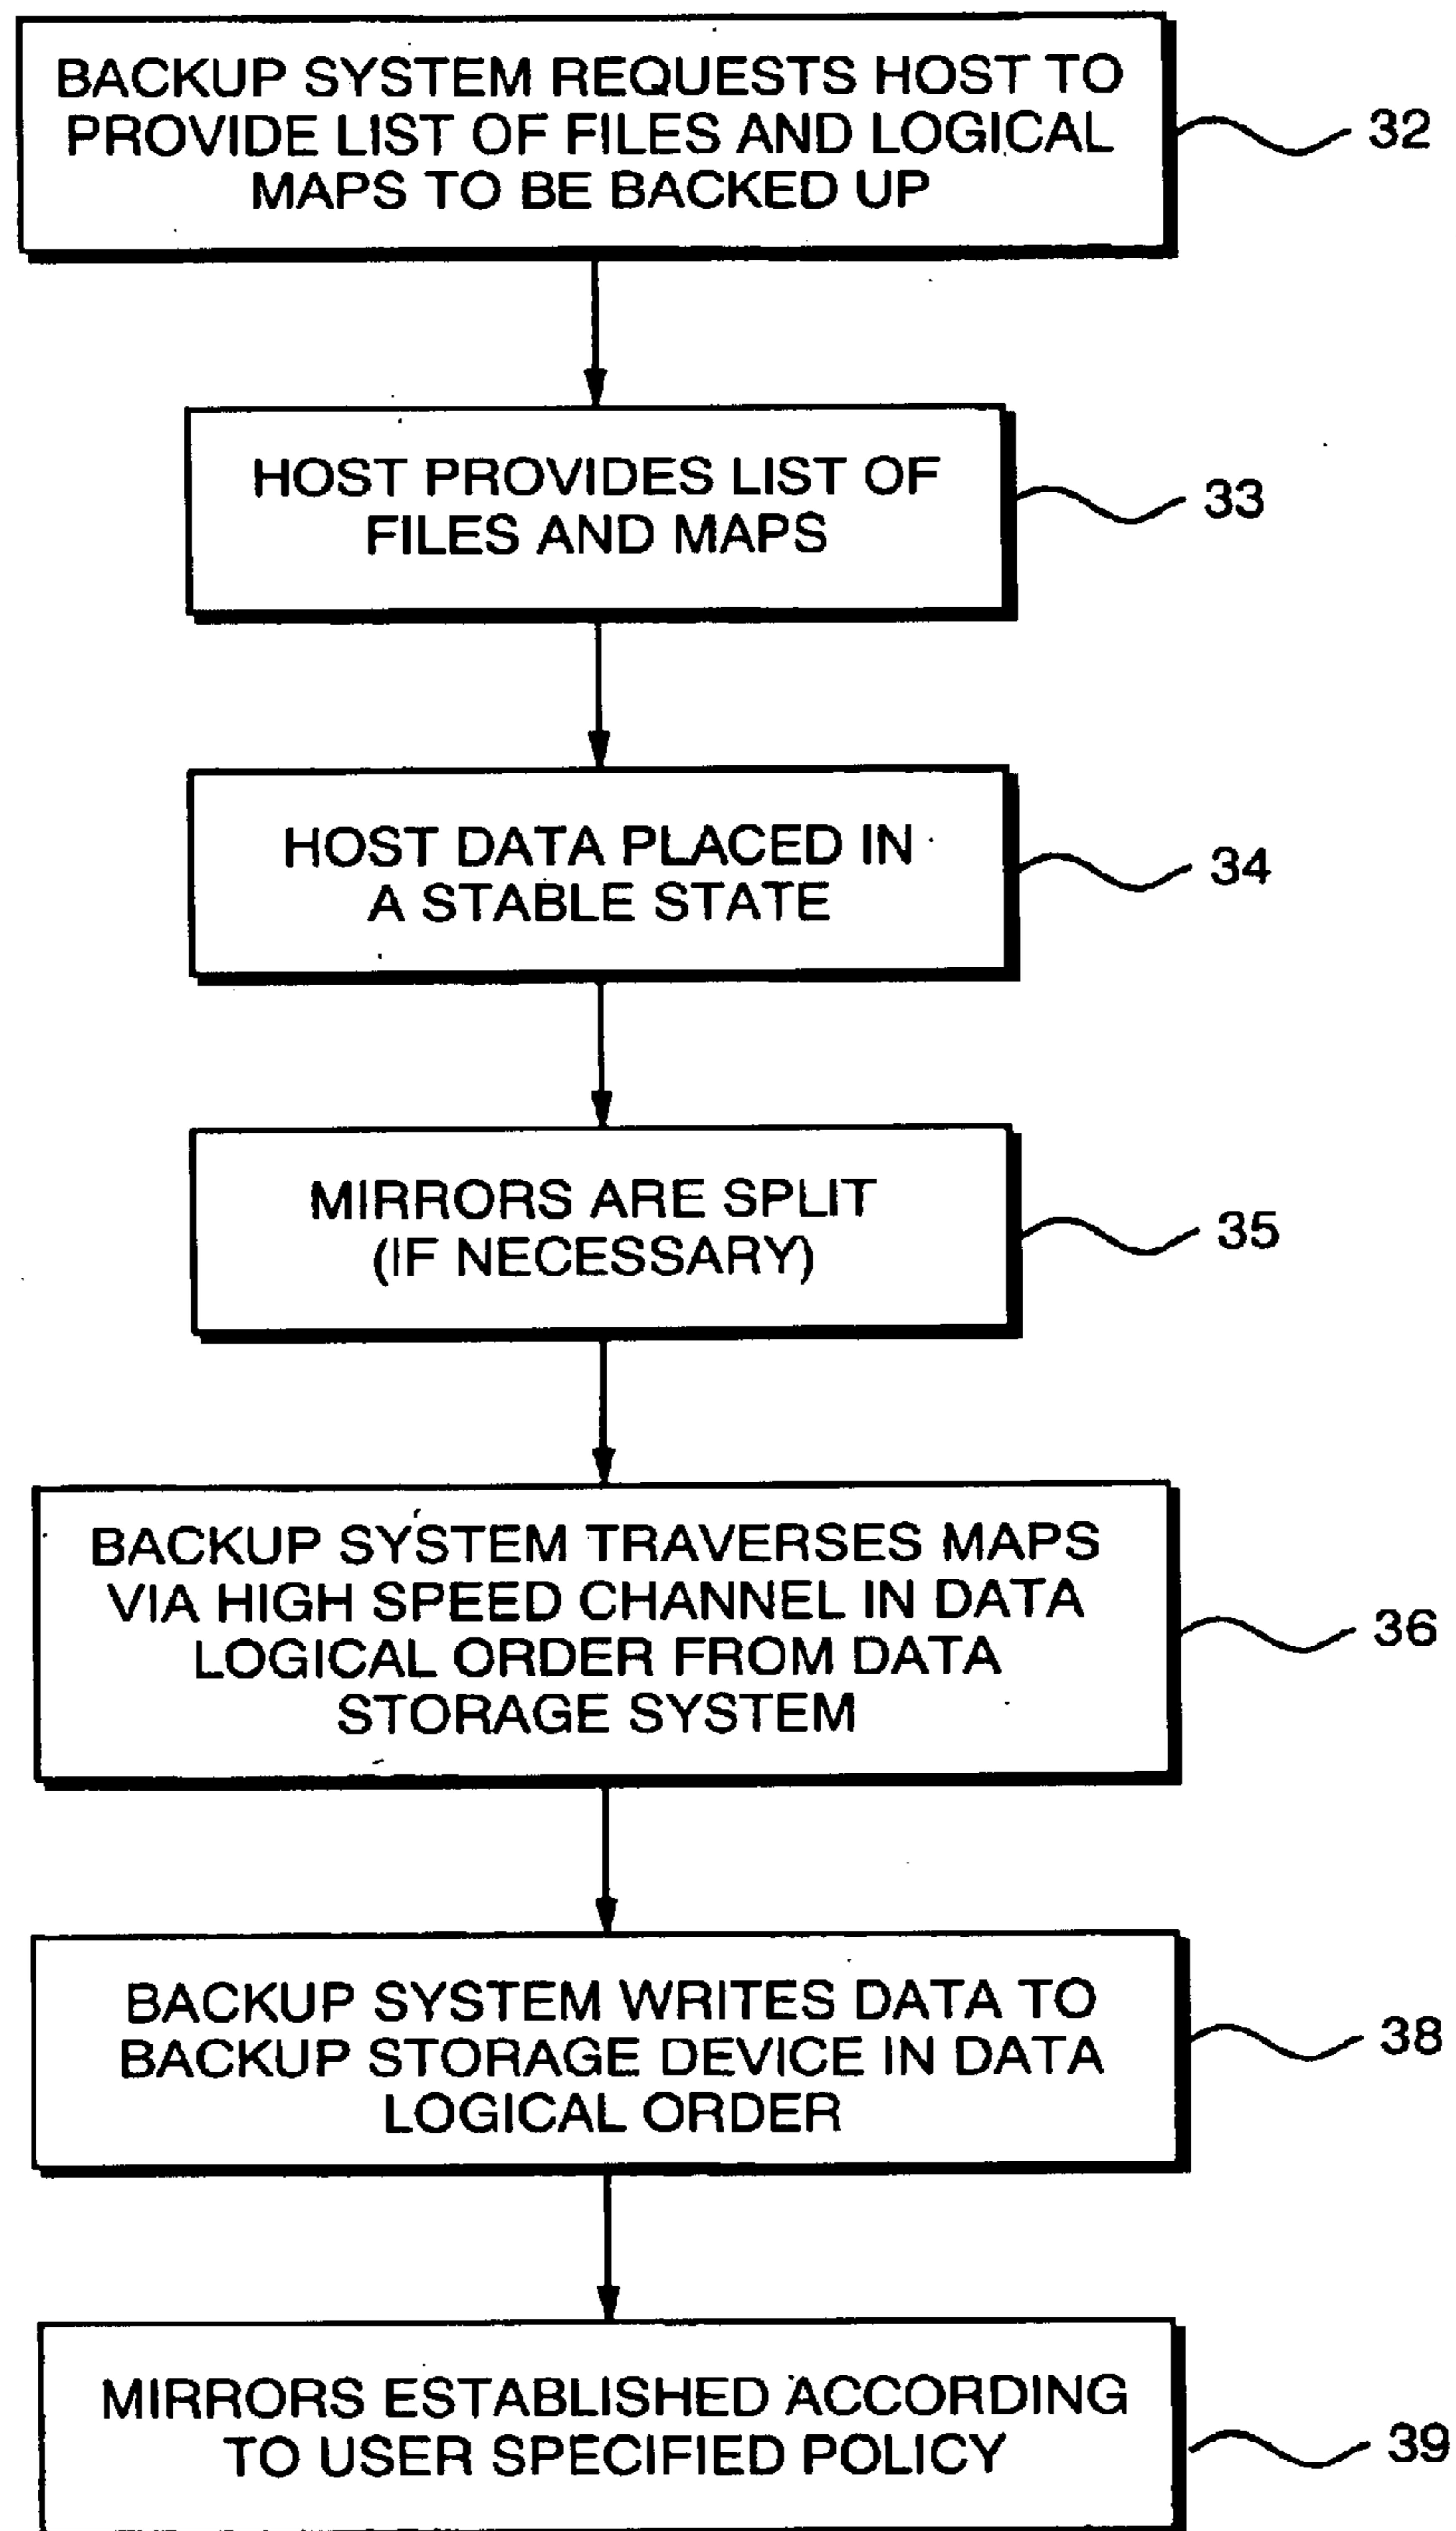 BACKUP SYSTEM REQUESTS HOST TO
PROVIDE LIST OF FILES AND LOGICAL
MAPS TO BE BACKED UP
32
HOST PROVIDES LIST OF
FILES AND MAPS
33
HOST DATA PLACED IN
A STABLE STATE
34
MIRRORS ARE SPLIT
(IF NECESSARY)
35
BACKUP SYSTEM TRAVERSES MAPS
VIA HIGH SPEED CHANNEL IN DATA
LOGICAL ORDER FROM DATA
STORAGE SYSTEM
36
BACKUP SYSTEM WRITES DATA TO
BACKUP STORAGE DEVICE IN DATA
LOGICAL ORDER
38
MIRRORS ESTABLISHED ACCORDING
TO USER SPECIFIED POLICY
39